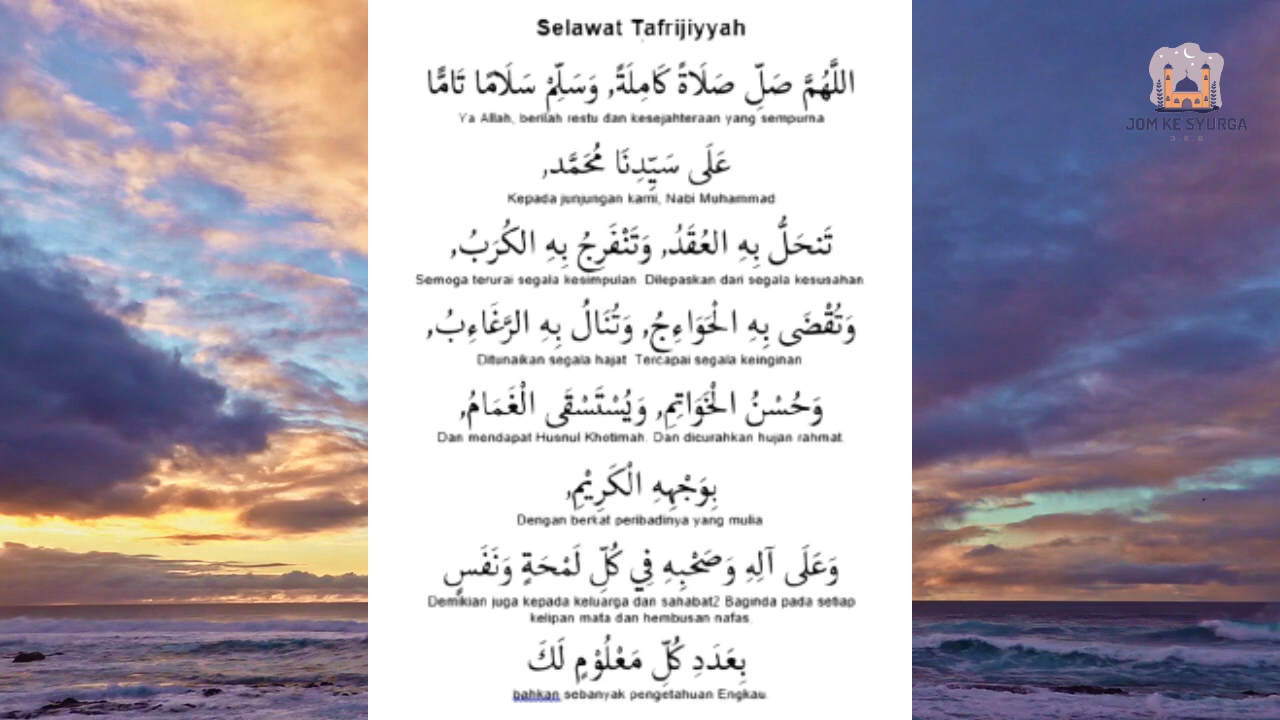 Selawat Tafrijiyyah
اللَّهُمَّ صَلِّ صَلَاةً كَامِلَةً, وَسَلِّمْ سَلَامًا تَامًّا
Ya Allah, berilah restu dan kesejahteraan yang sempurna
عَلَى سَيِّدِنَا مُحَمَّد,
Kepada junjungan kami, Nabi Muhammad
تَنحَلُّ بِهِ العُقَدُ, وَتَنْفَرِجُ بِهِ الكُرَبُ,
Semoga terurai segala kesimpulan Dilepaskan dari segala kesusahan
وَتُقْضَى بِهِ الْحَوَاءِجُ, وَتُنَالُ بِهِ الرَّغَاءِبُ,
Ditunaikan segala hajat Tercapai segala keinginan
وَحُسْنُ الْخَوَاتِمِ, وَيُسْتَسْقَى الْغَمَامُ,
Dan mendapat Husnul Khotimah. Dan dicurahkan hujan rahmat.
بِوَجْهِهِ الْكَرِيْمِ,
Dengan berkat peribadinya yang mulia
وَعَلَى آلِهِ وَصَحْبِهِ فِي كُلِّ لَمْحَةٍ وَنَفَسٍ
Demikian juga kepada keluarga dan sahabat2 Baginda pada setiap
kelipan mata dan hembusan nafas.
بِعَدَدِ كُلِّ مَعْلُوْمٍ لَكَ
bahkan sebanyak pengetahuan Engkau
JOM KE SYURGA